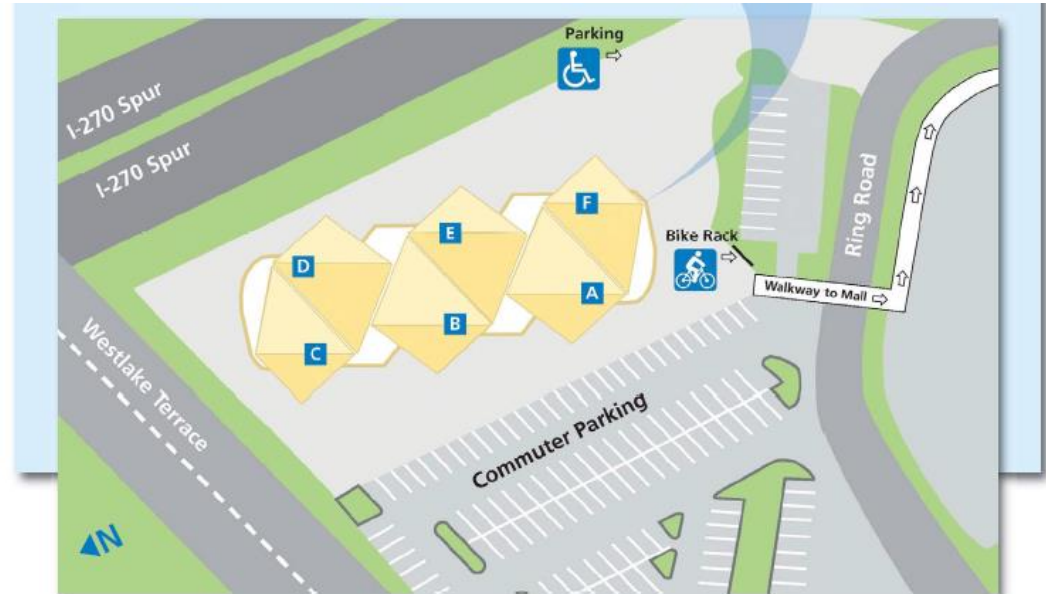 Parking
I-270 Spur
I-270 Spur
F
E
Bike Rack
D
A
B
C
Ring Road
Walkway to Mall
Westlake Terrace
Commuter Parking
N